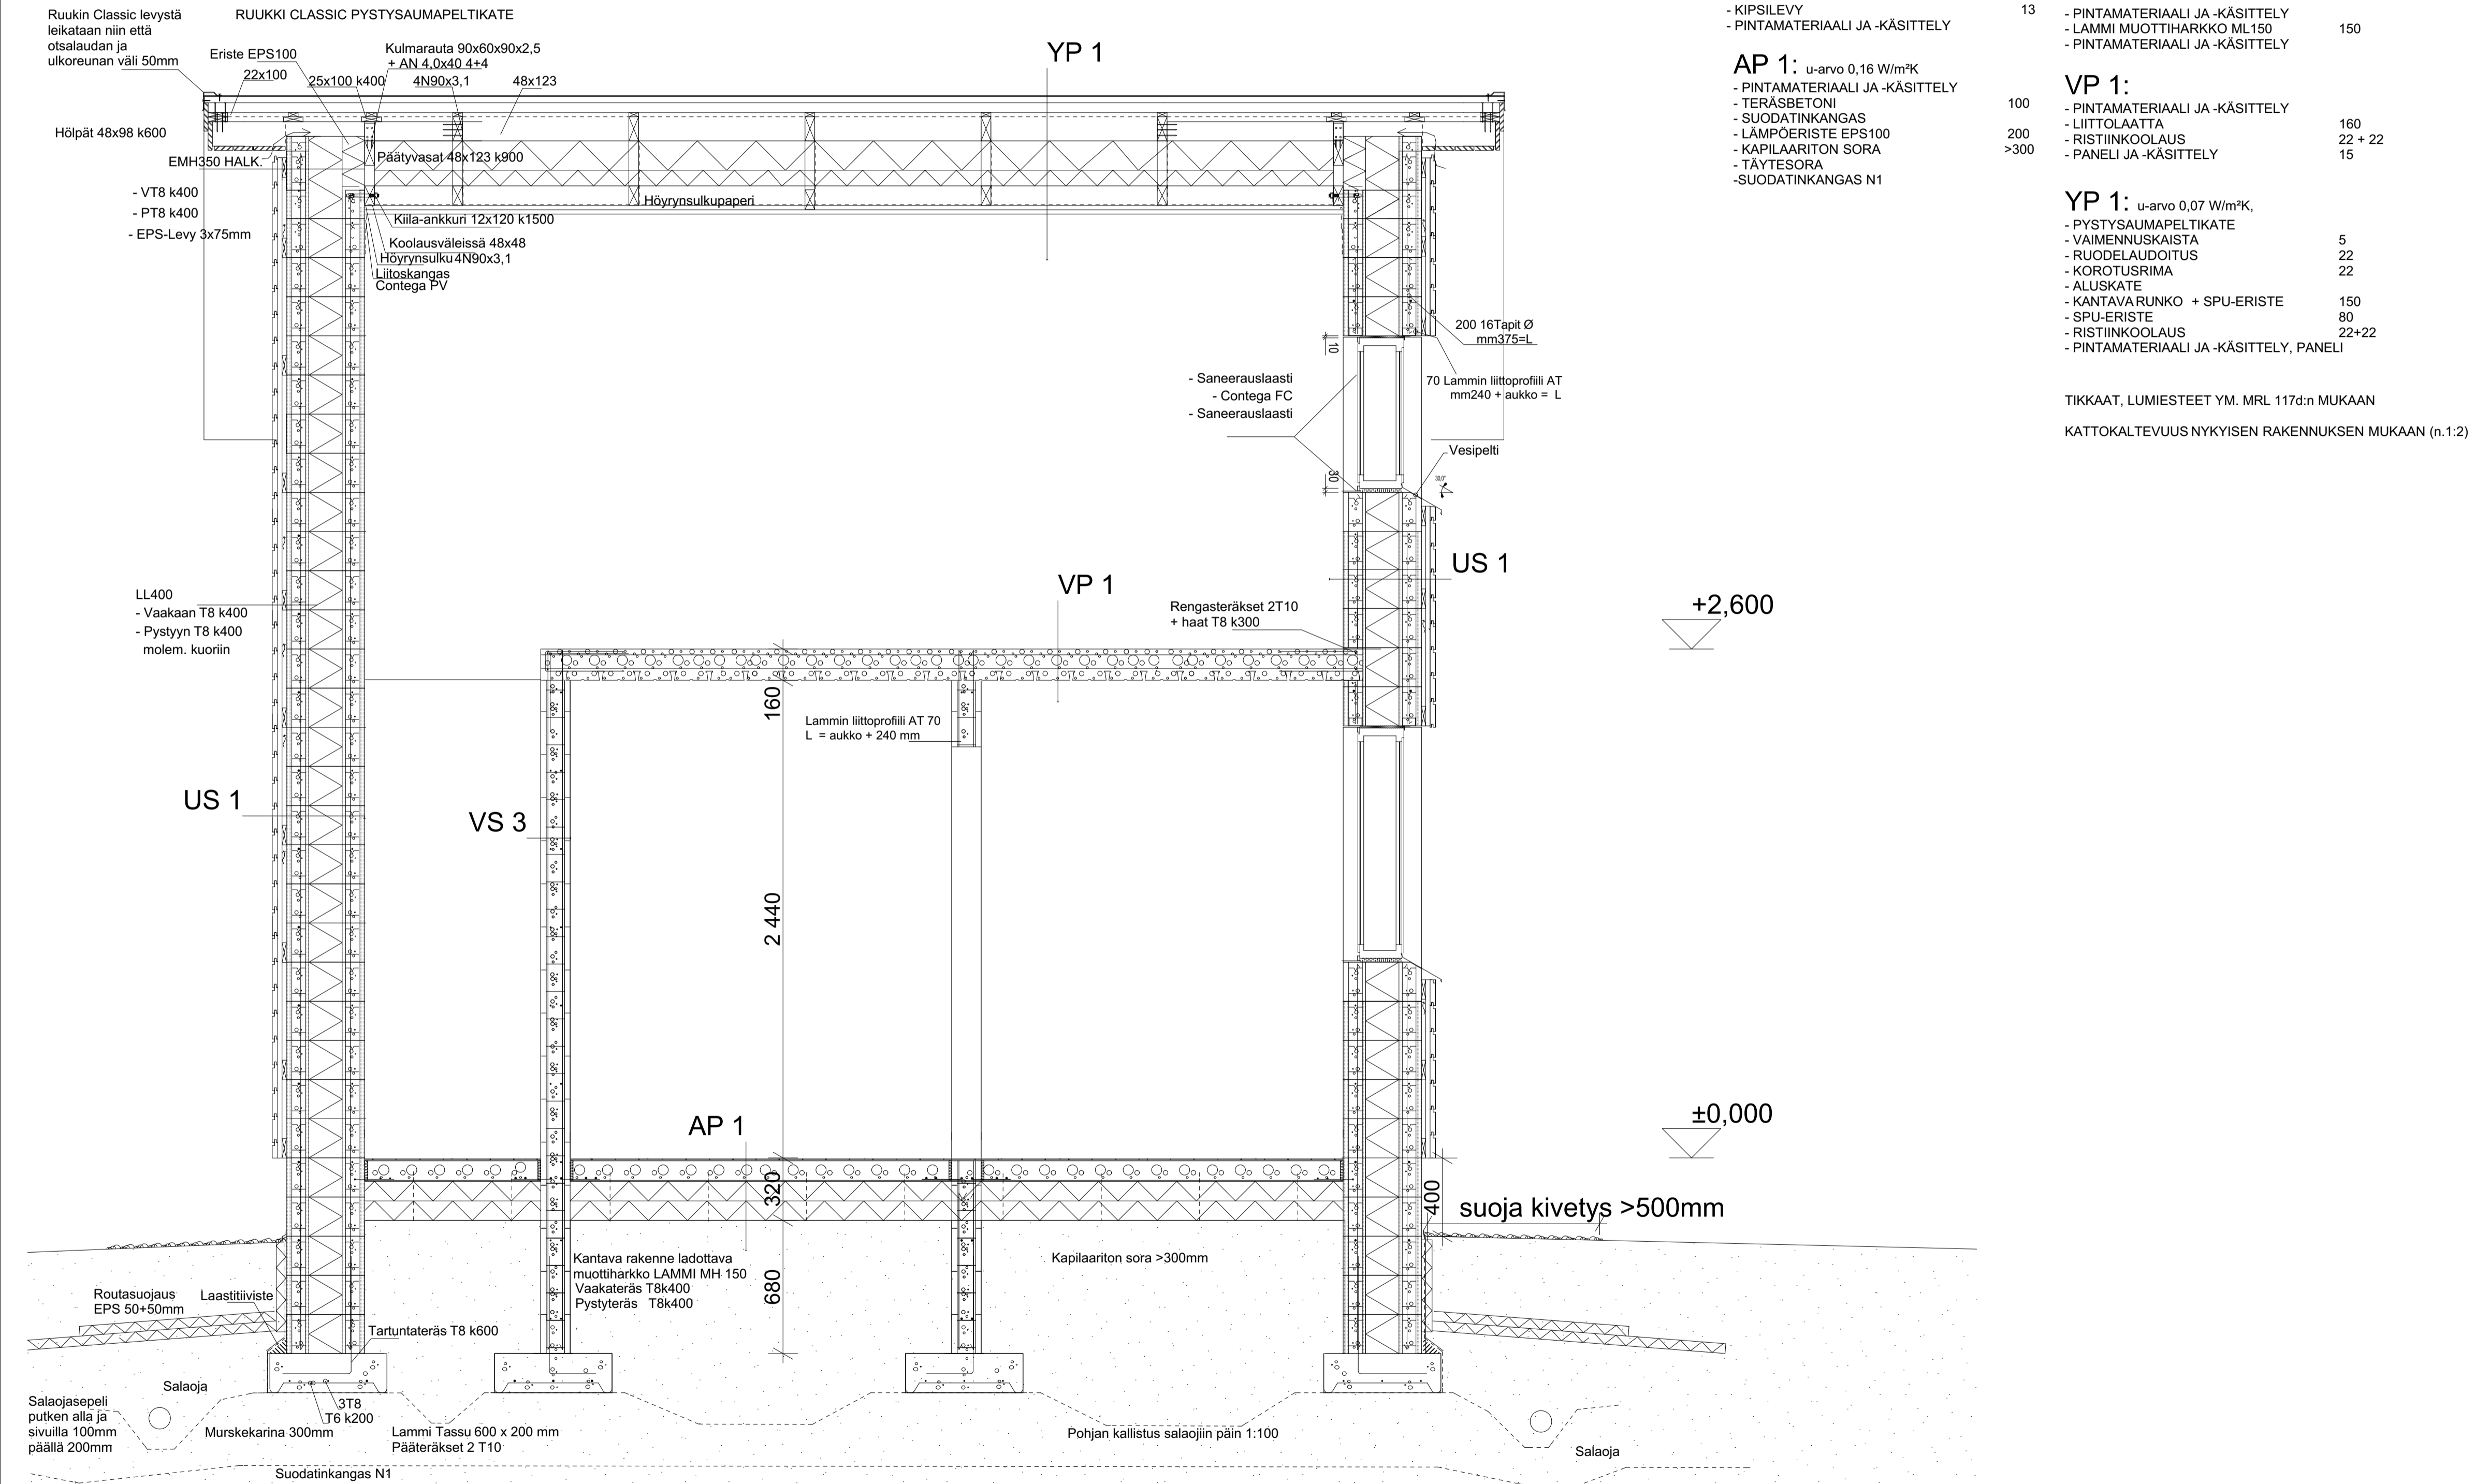 Ruukin Classic levystä
leikataan niin että
otsalaudan ja
ulkoreunan väli 50mm
RUUKKI CLASSIC PYSTYSAUMAPELTIKATE
Eriste EPS100
22x100
25x100 k400
Kulmarauta 90x60x90x2,5
+ AN 4,0x40 4+4
4N90x3,1
48x123
YP 1
Hölpät 48x98 k600
EMH350 HALK.
Päätyvasat 48x123 k900
- VT8 k400
- PT8 k400
- EPS-Levy 3x75mm
Höyrynsulkupaperi
Kiila-ankkuri 12x120 k1500
Koolausväleissä 48x48
Höyrynsulku 4N90x3,1
Liitoskangas
Contega PV
200 16Tapit Ø
mm375=L
10
- Saneerauslaasti
- Contega FC
- Saneerauslaasti
70 Lammin liittoprofiili AT
mm240 + aukko = L
Vesipelti
30
30,0°
US 1
LL400
- Vaakaan T8 k400
- Pystyyn T8 k400
molem. kuoriin
VP 1
Rengasteräkset 2T10
+ haat T8 k300
+2,600
160
Lammin liittoprofiili AT 70
L = aukko + 240 mm
US 1
VS 3
2 440
AP 1
±0,000
320
400
suoja kivetys >500mm
Kantava rakenne ladottava
muottiharkko LAMMI MH 150
Vaakateräs T8k400
Pystyteräs T8k400
680
Kapilaariton sora >300mm
Routasuojaus
EPS 50+50mm
Laastitiiviste
Tartuntateräs T8 k600
Salaoja
Salaojasepeli
putken alla ja
sivuilla 100mm
päällä 200mm
3T8
T6 k200
Murskekarina 300mm
Lammi Tassu 600 x 200 mm
Pääteräkset 2 T10
Pohjan kallistus salaojiin päin 1:100
Salaoja
Suodatinkangas N1
- KIPSILEVY 13
- PINTAMATERIAALI JA -KÄSITTELY
AP 1: u-arvo 0,16 W/m²K
- PINTAMATERIAALI JA -KÄSITTELY
- TERÄSBETONI 100
- SUODATINKANGAS
- LÄMPÖERISTE EPS100 200
- KAPILAARITON SORA >300
- TÄYTESORA
-SUODATINKANGAS N1
- PINTAMATERIAALI JA -KÄSITTELY
- LAMMI MUOTTIHARKKO ML150 150
- PINTAMATERIAALI JA -KÄSITTELY
VP 1:
- PINTAMATERIAALI JA -KÄSITTELY
- LIITTOLAATTA 160
- RISTIINKOOLAUS 22 + 22
- PANELI JA -KÄSITTELY 15
YP 1: u-arvo 0,07 W/m²K,
- PYSTYSAUMAPELTIKATE
- VAIMENNUSKAISTA 5
- RUODELAUDOITUS 22
- KOROTUSRIMA 22
- ALUSKATE
- KANTAVA RUNKO + SPU-ERISTE 150
- SPU-ERISTE 80
- RISTIINKOOLAUS 22+22
- PINTAMATERIAALI JA -KÄSITTELY, PANELI
TIKKAAT, LUMIESTEET YM. MRL 117d:n MUKAAN
KATTOKALTEVUUS NYKYISEN RAKENNUKSEN MUKAAN (n.1:2)